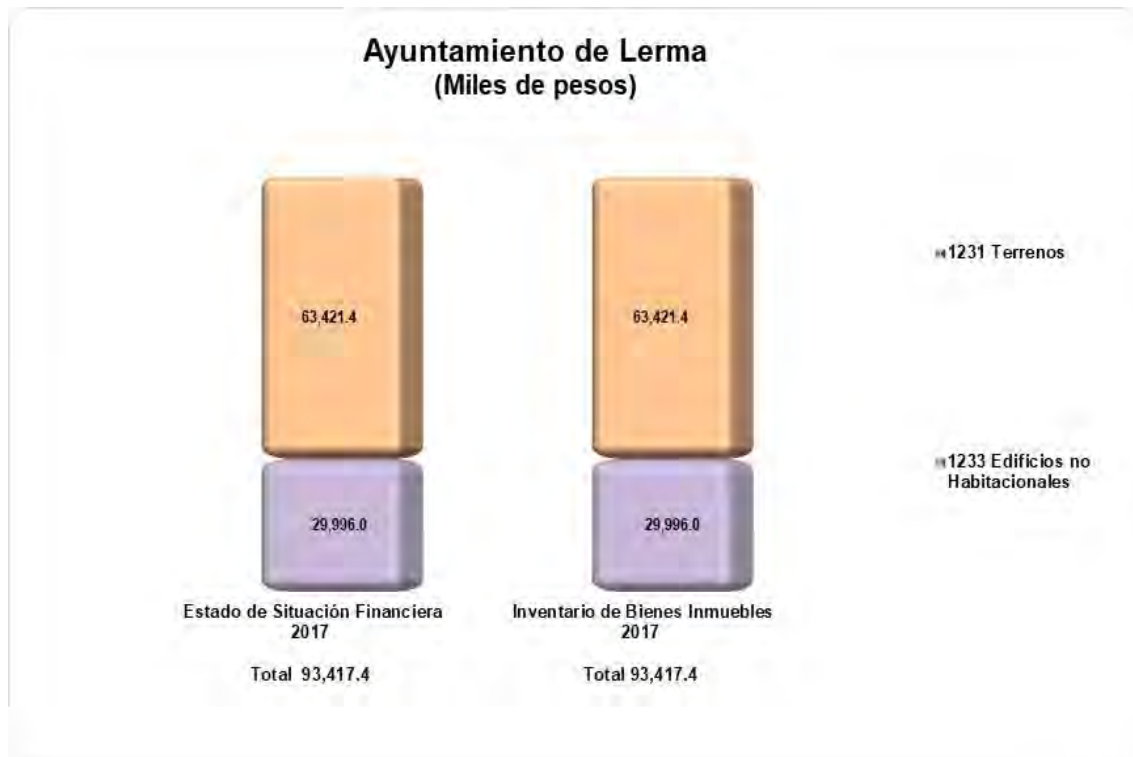 Ayuntamiento de Lerma
(Miles de pesos)
63,421.4
63,421.4
1231 Terrenos
1233 Edificios no
Habitacionales
29,996.0
29,996.0
Estado de Situación Financiera
2017
Inventario de Bienes Inmuebles
2017
Total 93,417.4
Total 93,417.4